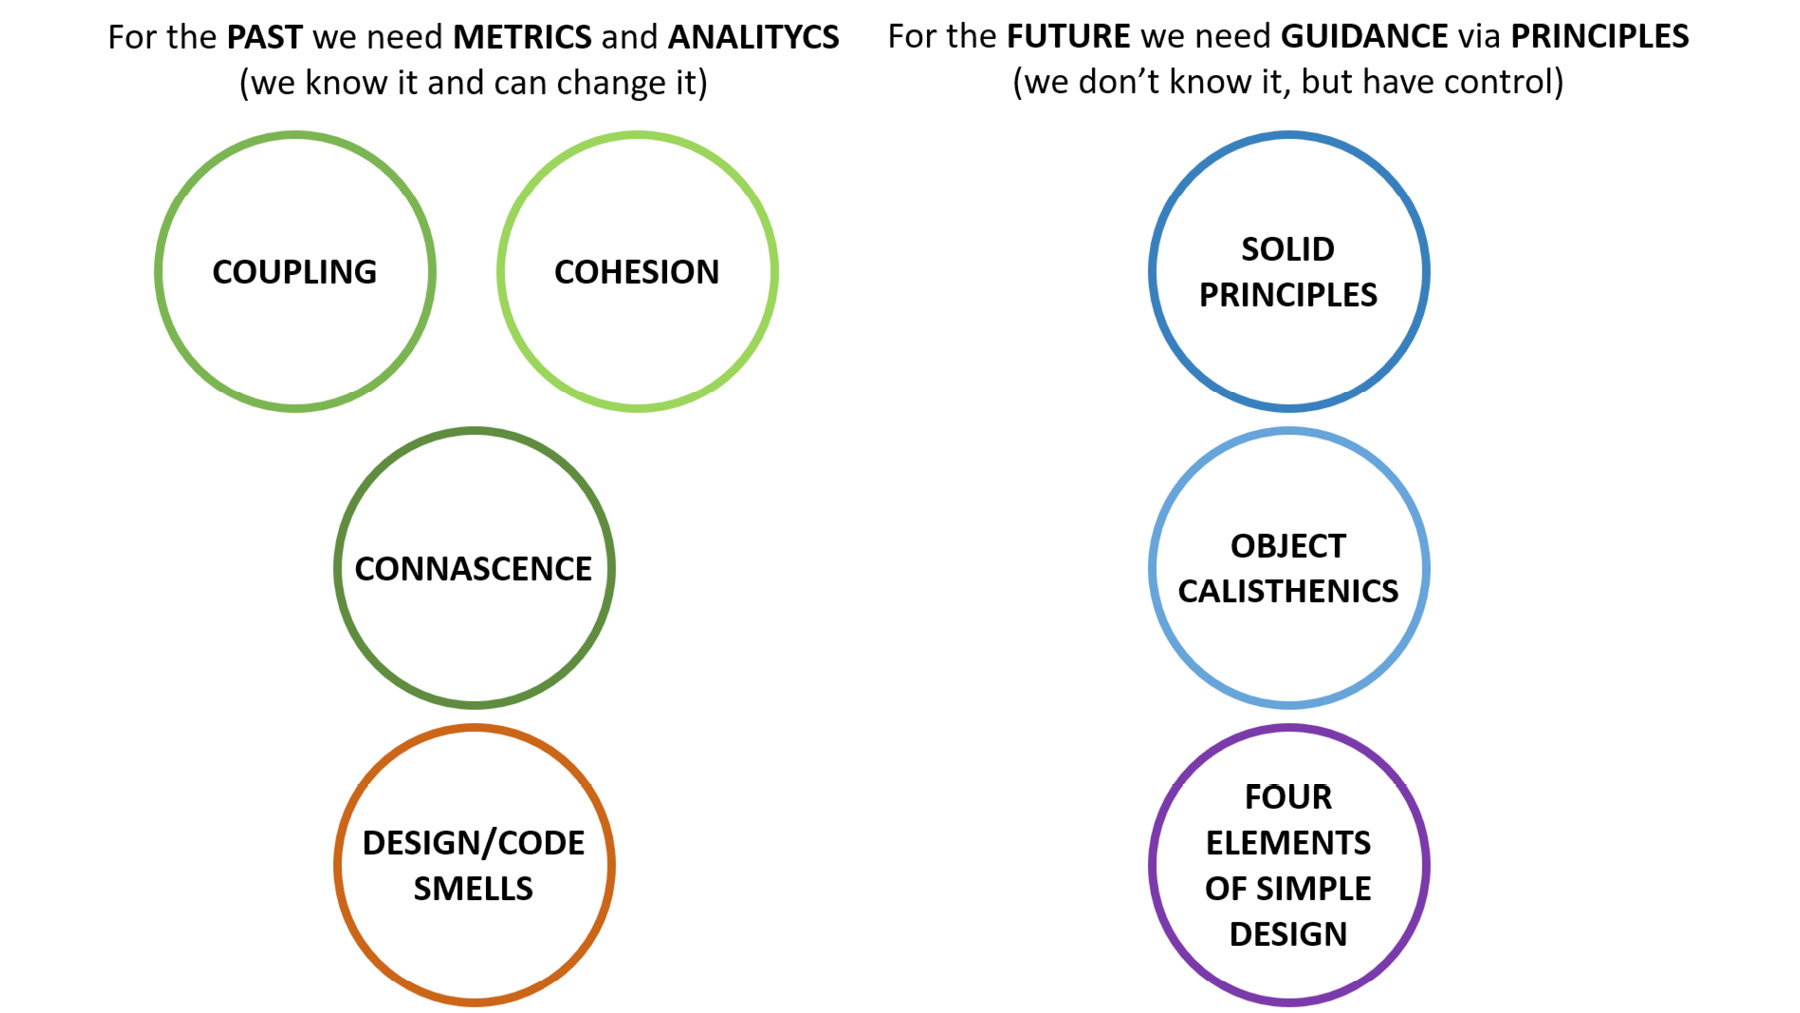 For the PAST we need METRICS and ANALITYCS
(we know it and can change it)
COUPLING
COHESION
CONNASCENCE
DESIGN/CODE
SMELLS
For the FUTURE we need GUIDANCE via PRINCIPLES
(we don’t know it, but have control)
SOLID
PRINCIPLES
OBJECT
CALISTHENICS
FOUR
ELEMENTS
OF SIMPLE
DESIGN